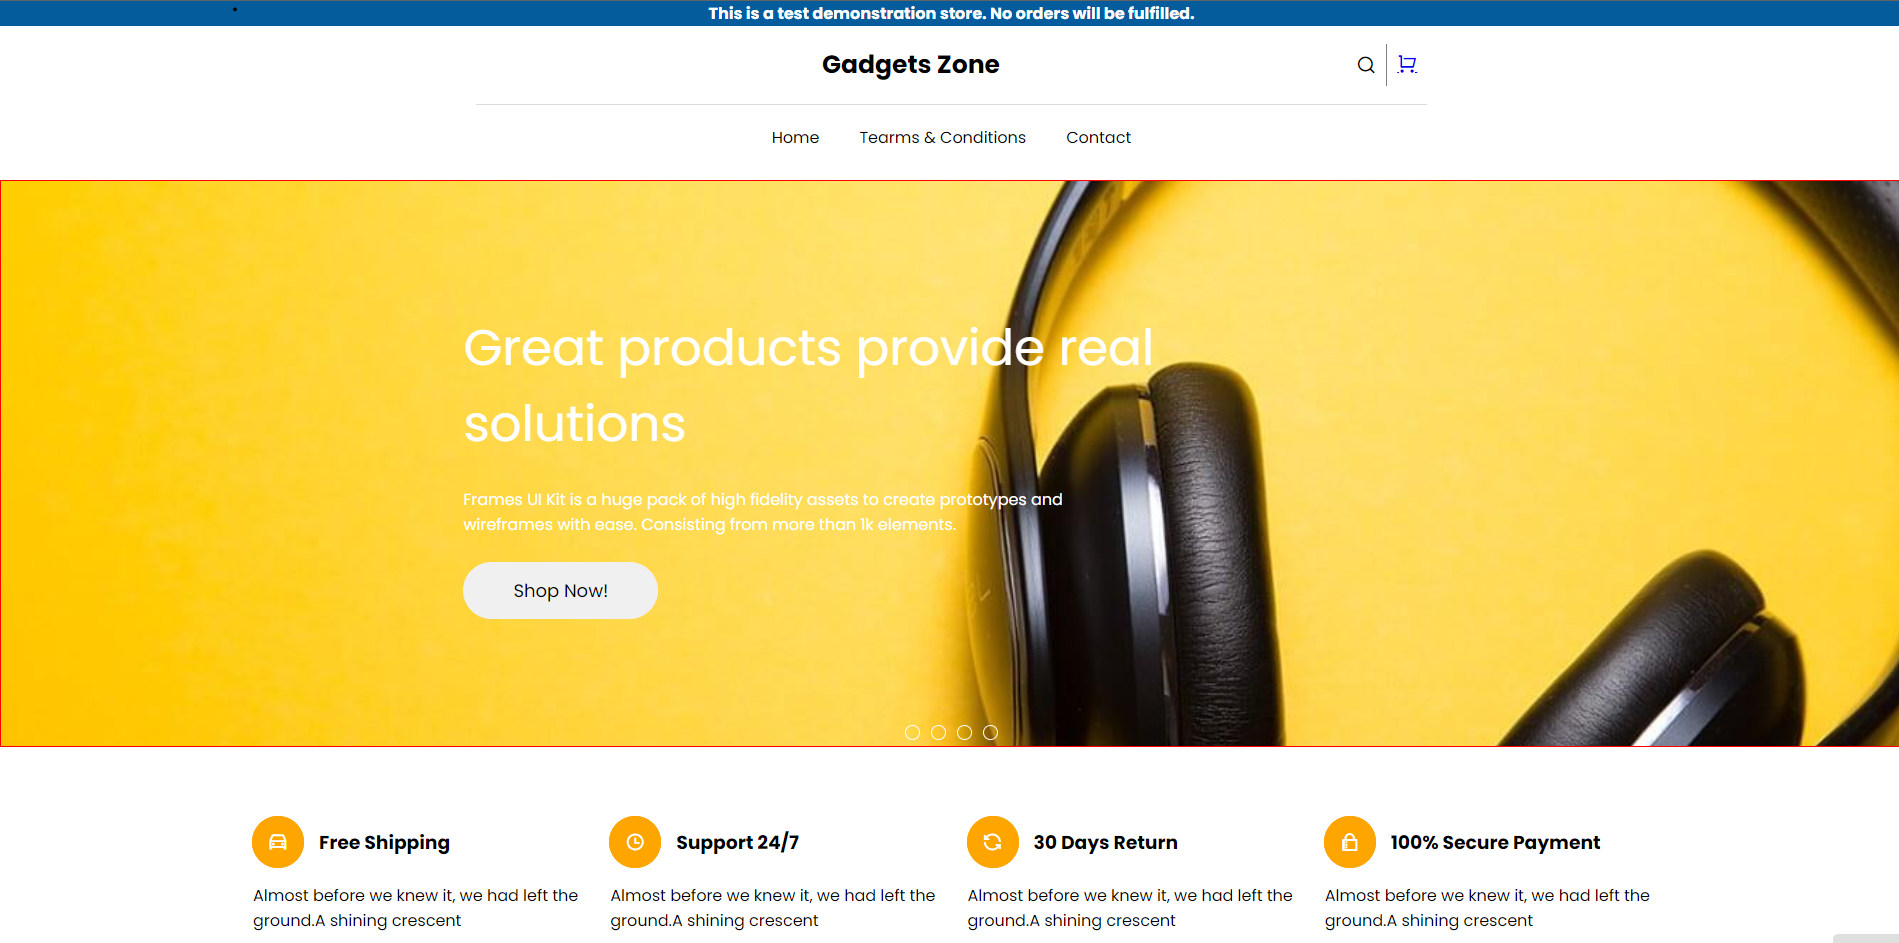 This is a test demonstration store. No orders will be fulfilled.
Gadgets Zone
Home Tearms & Conditions Contact
Great products provide real
solutions
Frames UI Kit is a huge pack of high fidelity assets to create prototypes and
wireframes with ease. Consisting from more than 1k elements.
Shop Now!
Free Shipping
Almost before we knew it, we had left the
ground.A shining crescent
Support 24/7
Almost before we knew it, we had left the
ground.A shining crescent
30 Days Return
Almost before we knew it, we had left the
ground.A shining crescent
100% Secure Payment
Almost before we knew it, we had left the
ground.A shining crescent